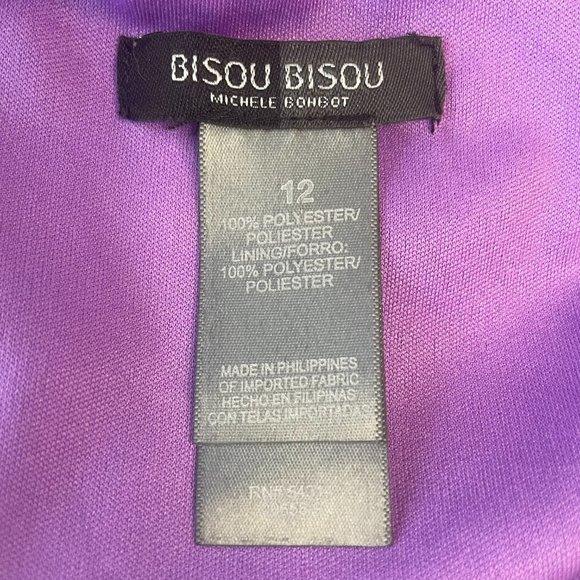 BISOU BISOU
MICHELE BOHBOT
12
100% POLYESTER/
POLIESTER
LINING/FORRO:
100% POLYESTER/
POLIESTER
MADE IN PHILIPPINES
OF IMPORTED FABRIC
HECHO EN FILIPINAS
CON TELAS IMPORTADAS
RN#